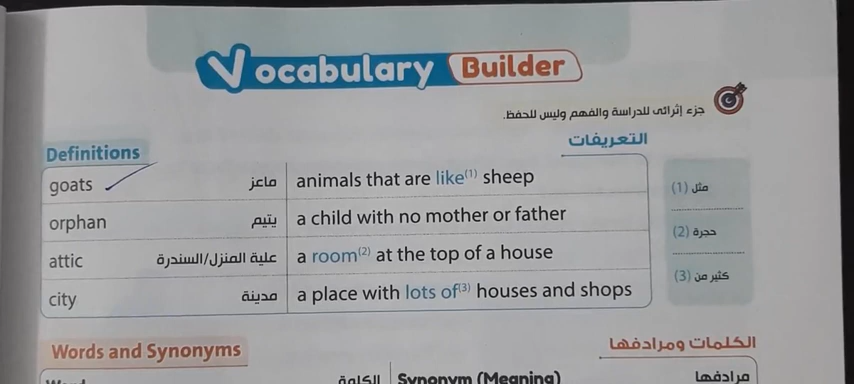 Vocabulary Builder
جزء إثرائى للدراسة والفهم وليس للحفظ.
Definitions التعريفات
goats ماعز animals that are like(1) sheep
orphan يتيم a child with no mother or father
attic علية المنزل/السندرة a room(2) at the top of a house
city مدينة a place with lots of(3) houses and shops
(1) مثل
(2) حجرة
(3) كثير من
Words and Synonyms الكلمات ومرادفها
Word الكلمة Synonym (Meaning) مرادفها